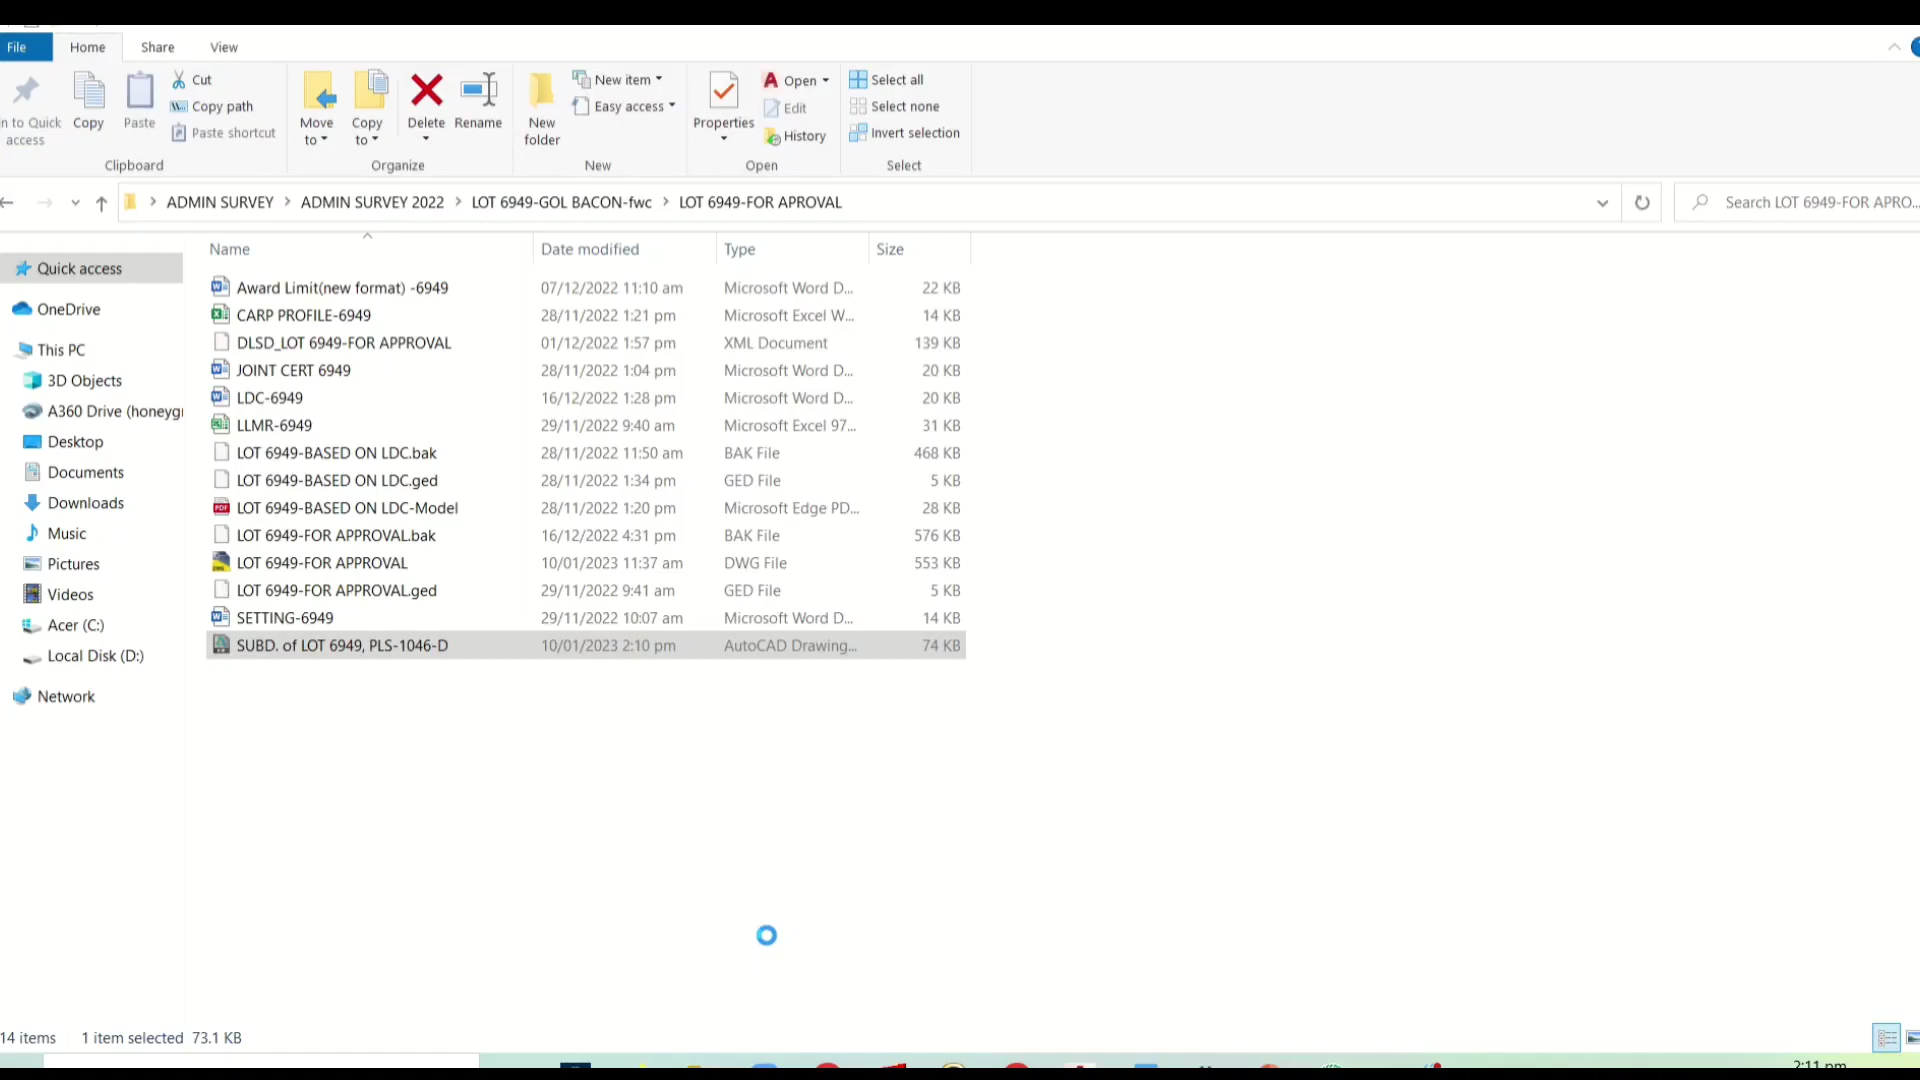 File Home Share View
Cut
Copy path
Paste shortcut
n to Quick access
Copy
Paste
Clipboard
Move to
Copy to
Delete
Rename
Organize
New folder
New item
Easy access
New
Properties
Open
Edit
History
Open
Select all
Select none
Invert selection
Select
ADMIN SURVEY > ADMIN SURVEY 2022 > LOT 6949-GOL BACON-fwc > LOT 6949-FOR APROVAL
Search LOT 6949-FOR APRO...
Quick access
OneDrive
This PC
3D Objects
A360 Drive (honeygr
Desktop
Documents
Downloads
Music
Pictures
Videos
Acer (C:)
Local Disk (D:)
Network
Name Date modified Type Size
Award Limit(new format) -6949 07/12/2022 11:10 am Microsoft Word D... 22 KB
CARP PROFILE-6949 28/11/2022 1:21 pm Microsoft Excel W... 14 KB
DLSD_LOT 6949-FOR APPROVAL 01/12/2022 1:57 pm XML Document 139 KB
JOINT CERT 6949 28/11/2022 1:04 pm Microsoft Word D... 20 KB
LDC-6949 16/12/2022 1:28 pm Microsoft Word D... 20 KB
LLMR-6949 29/11/2022 9:40 am Microsoft Excel 97... 31 KB
LOT 6949-BASED ON LDC.bak 28/11/2022 11:50 am BAK File 468 KB
LOT 6949-BASED ON LDC.ged 28/11/2022 1:34 pm GED File 5 KB
LOT 6949-BASED ON LDC-Model 28/11/2022 1:20 pm Microsoft Edge PD... 28 KB
LOT 6949-FOR APPROVAL.bak 16/12/2022 4:31 pm BAK File 576 KB
LOT 6949-FOR APPROVAL 10/01/2023 11:37 am DWG File 553 KB
LOT 6949-FOR APPROVAL.ged 29/11/2022 9:41 am GED File 5 KB
SETTING-6949 29/11/2022 10:07 am Microsoft Word D... 14 KB
SUBD. of LOT 6949, PLS-1046-D 10/01/2023 2:10 pm AutoCAD Drawing... 74 KB
14 items 1 item selected 73.1 KB
2:11 pm